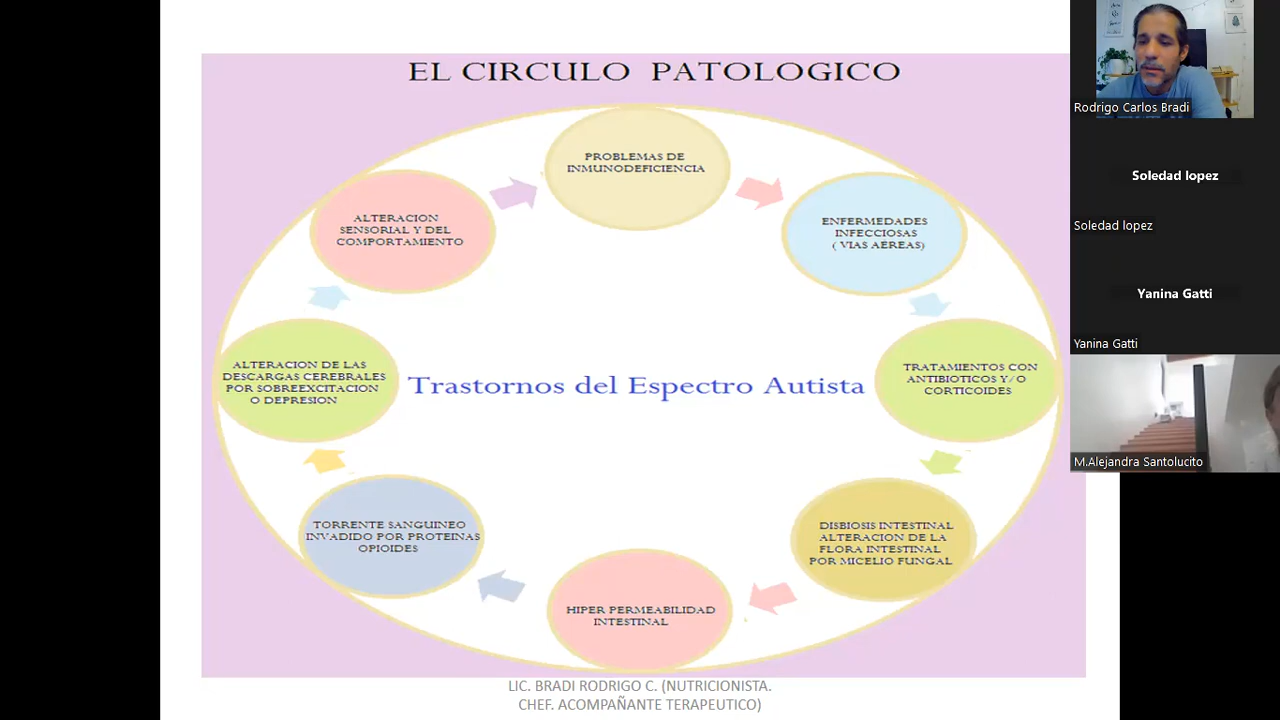 EL CIRCULO PATOLOGICO
PROBLEMAS DE
INMUNODEFICIENCIA
ENFERMEDADES
INFECCIOSAS
( VIAS AEREAS)
TRATAMIENTOS CON
ANTIBIOTICOS Y/O
CORTICOIDES
DISBIOSIS INTESTINAL
ALTERACION DE LA
FLORA INTESTINAL
POR MICELIO FUNGAL
HIPER PERMEABILIDAD
INTESTINAL
TORRENTE SANGUINEO
INVADIDO POR PROTEINAS
OPIOIDES
ALTERACION DE LAS
DESCARGAS CEREBRALES
POR SOBREEXCITACION
O DEPRESION
ALTERACION
SENSORIAL Y DEL
COMPORTAMIENTO
Trastornos del Espectro Autista
LIC. BRADI RODRIGO C. (NUTRICIONISTA.
CHEF. ACOMPAÑANTE TERAPEUTICO)
Rodrigo Carlos Bradi
Soledad lopez
Soledad lopez
Yanina Gatti
Yanina Gatti
M.Alejandra Santolucito